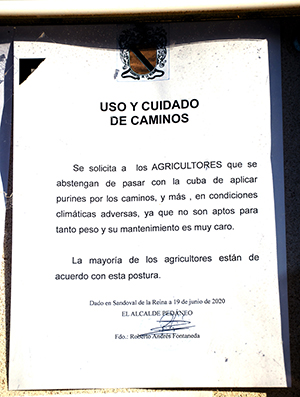 USO Y CUIDADO
DE CAMINOS
Se solicita a los AGRICULTORES que se
abstengan de pasar con la cuba de aplicar
purines por los caminos, y más , en condiciones
climáticas adversas, ya que no son aptos para
tanto peso y su mantenimiento es muy caro.
La mayoría de los agricultores están de
acuerdo con esta postura.
Dado en Sandoval de la Reina a 19 de junio de 2020
EL ALCALDE PEDÁNEO
Fdo.: Roberto Andrés Fontaneda